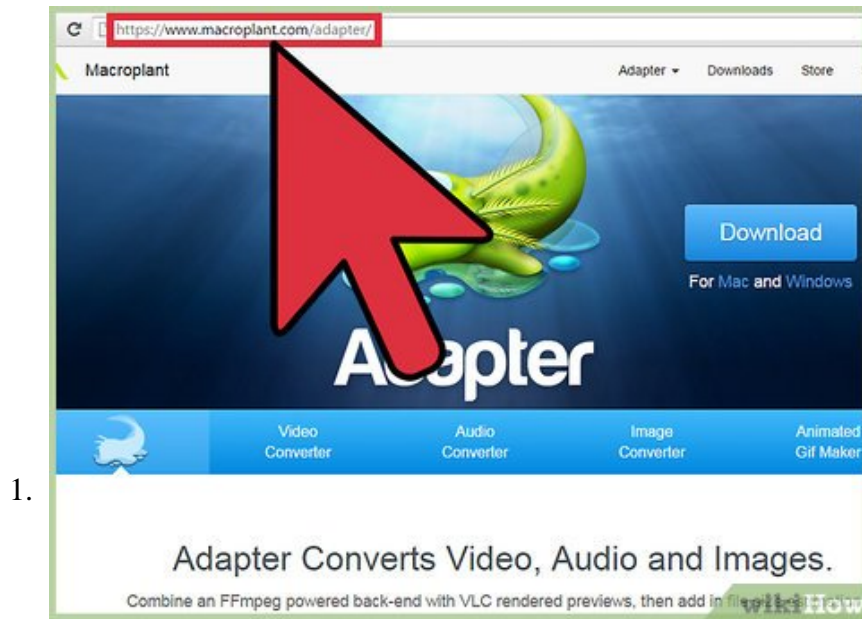 https://www.macroplant.com/adapter/
Macroplant
Adapter
Downloads
Store
Download
For Mac and Windows
Adapter
Video
Converter
Audio
Converter
Image
Converter
Animated
Gif Maker
1.
Adapter Converts Video, Audio and Images.
Combine an FFmpeg powered back-end with VLC rendered previews, then add in file size
wikiHow